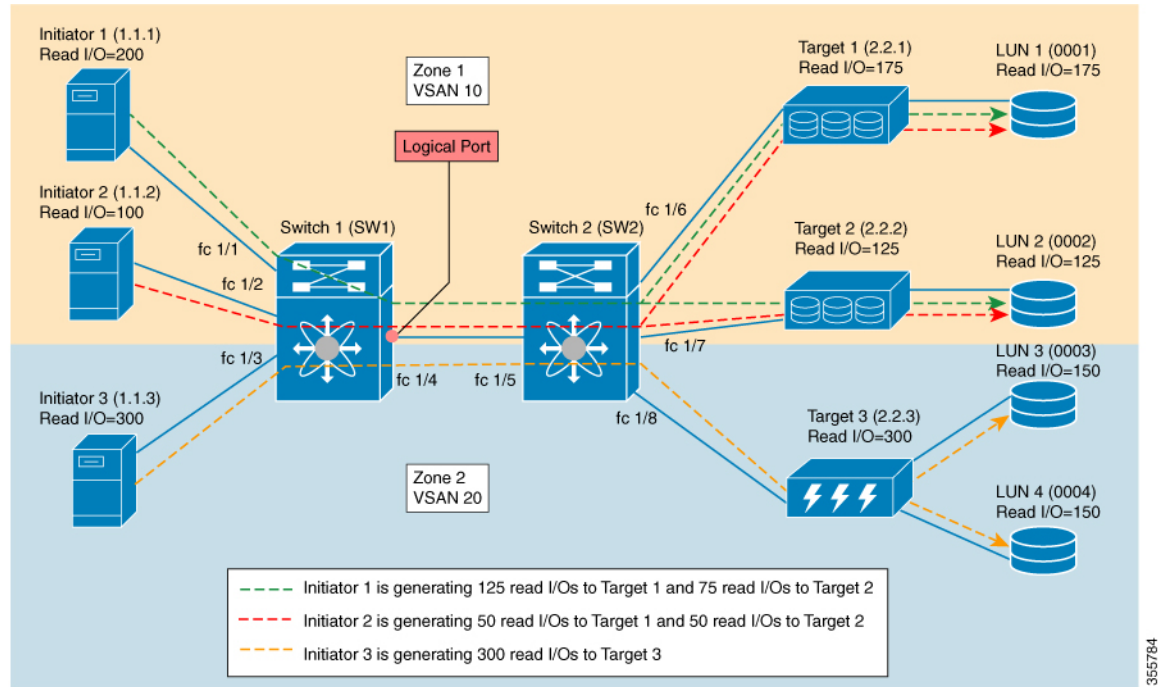 Initiator 1 (1.1.1)
Read I/O=200
Zone 1
VSAN 10
Target 1 (2.2.1)
Read I/O=175
LUN 1 (0001)
Read I/O=175
Logical Port
Initiator 2 (1.1.2)
Read I/O=100
Switch 1 (SW1)
Switch 2 (SW2)
fc 1/1
fc 1/6
Target 2 (2.2.2)
Read I/O=125
LUN 2 (0002)
Read I/O=125
fc 1/2
fc 1/3
fc 1/4
fc 1/5
fc 1/7
LUN 3 (0003)
Read I/O=150
Initiator 3 (1.1.3)
Read I/O=300
fc 1/8
Target 3 (2.2.3)
Read I/O=300
Zone 2
VSAN 20
LUN 4 (0004)
Read I/O=150
Initiator 1 is generating 125 read I/Os to Target 1 and 75 read I/Os to Target 2
Initiator 2 is generating 50 read I/Os to Target 1 and 50 read I/Os to Target 2
Initiator 3 is generating 300 read I/Os to Target 3
355784